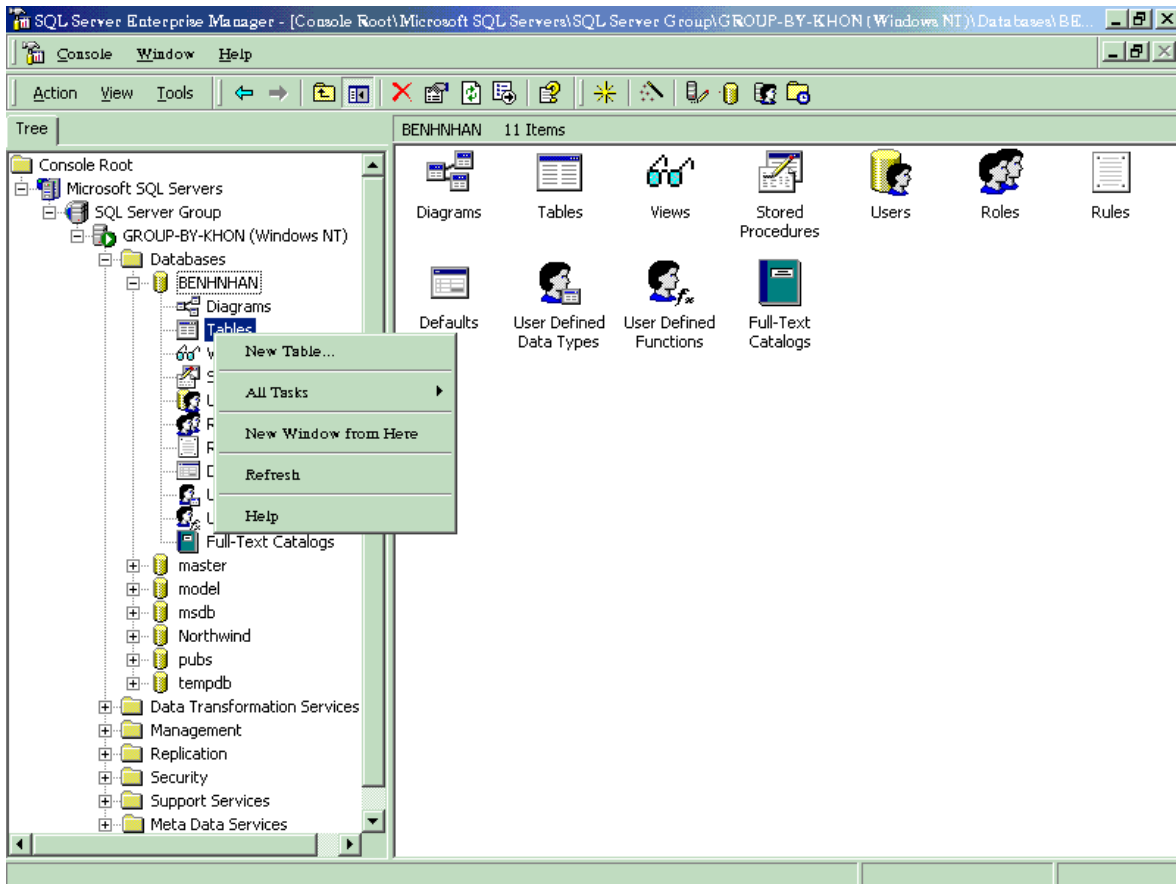 SQL Server Enterprise Manager - [Console Root\Microsoft SQL Servers\SQL Server Group\GROUP-BY-KHON (Windows NT)\Databases\BE...
Console Window Help
Action View Tools
Tree
BENHNHAN 11 Items
Console Root
Microsoft SQL Servers
SQL Server Group
GROUP-BY-KHON (Windows NT)
Databases
BENHNHAN
Diagrams
Tables
V
S
U
R
R
D
U
U
Full-Text Catalogs
master
model
msdb
Northwind
pubs
tempdb
Data Transformation Services
Management
Replication
Security
Support Services
Meta Data Services
New Table...
All Tasks
New Window from Here
Refresh
Help
Diagrams Tables Views Stored Users Roles Rules
Procedures
Defaults User Defined User Defined Full-Text
Data Types Functions Catalogs